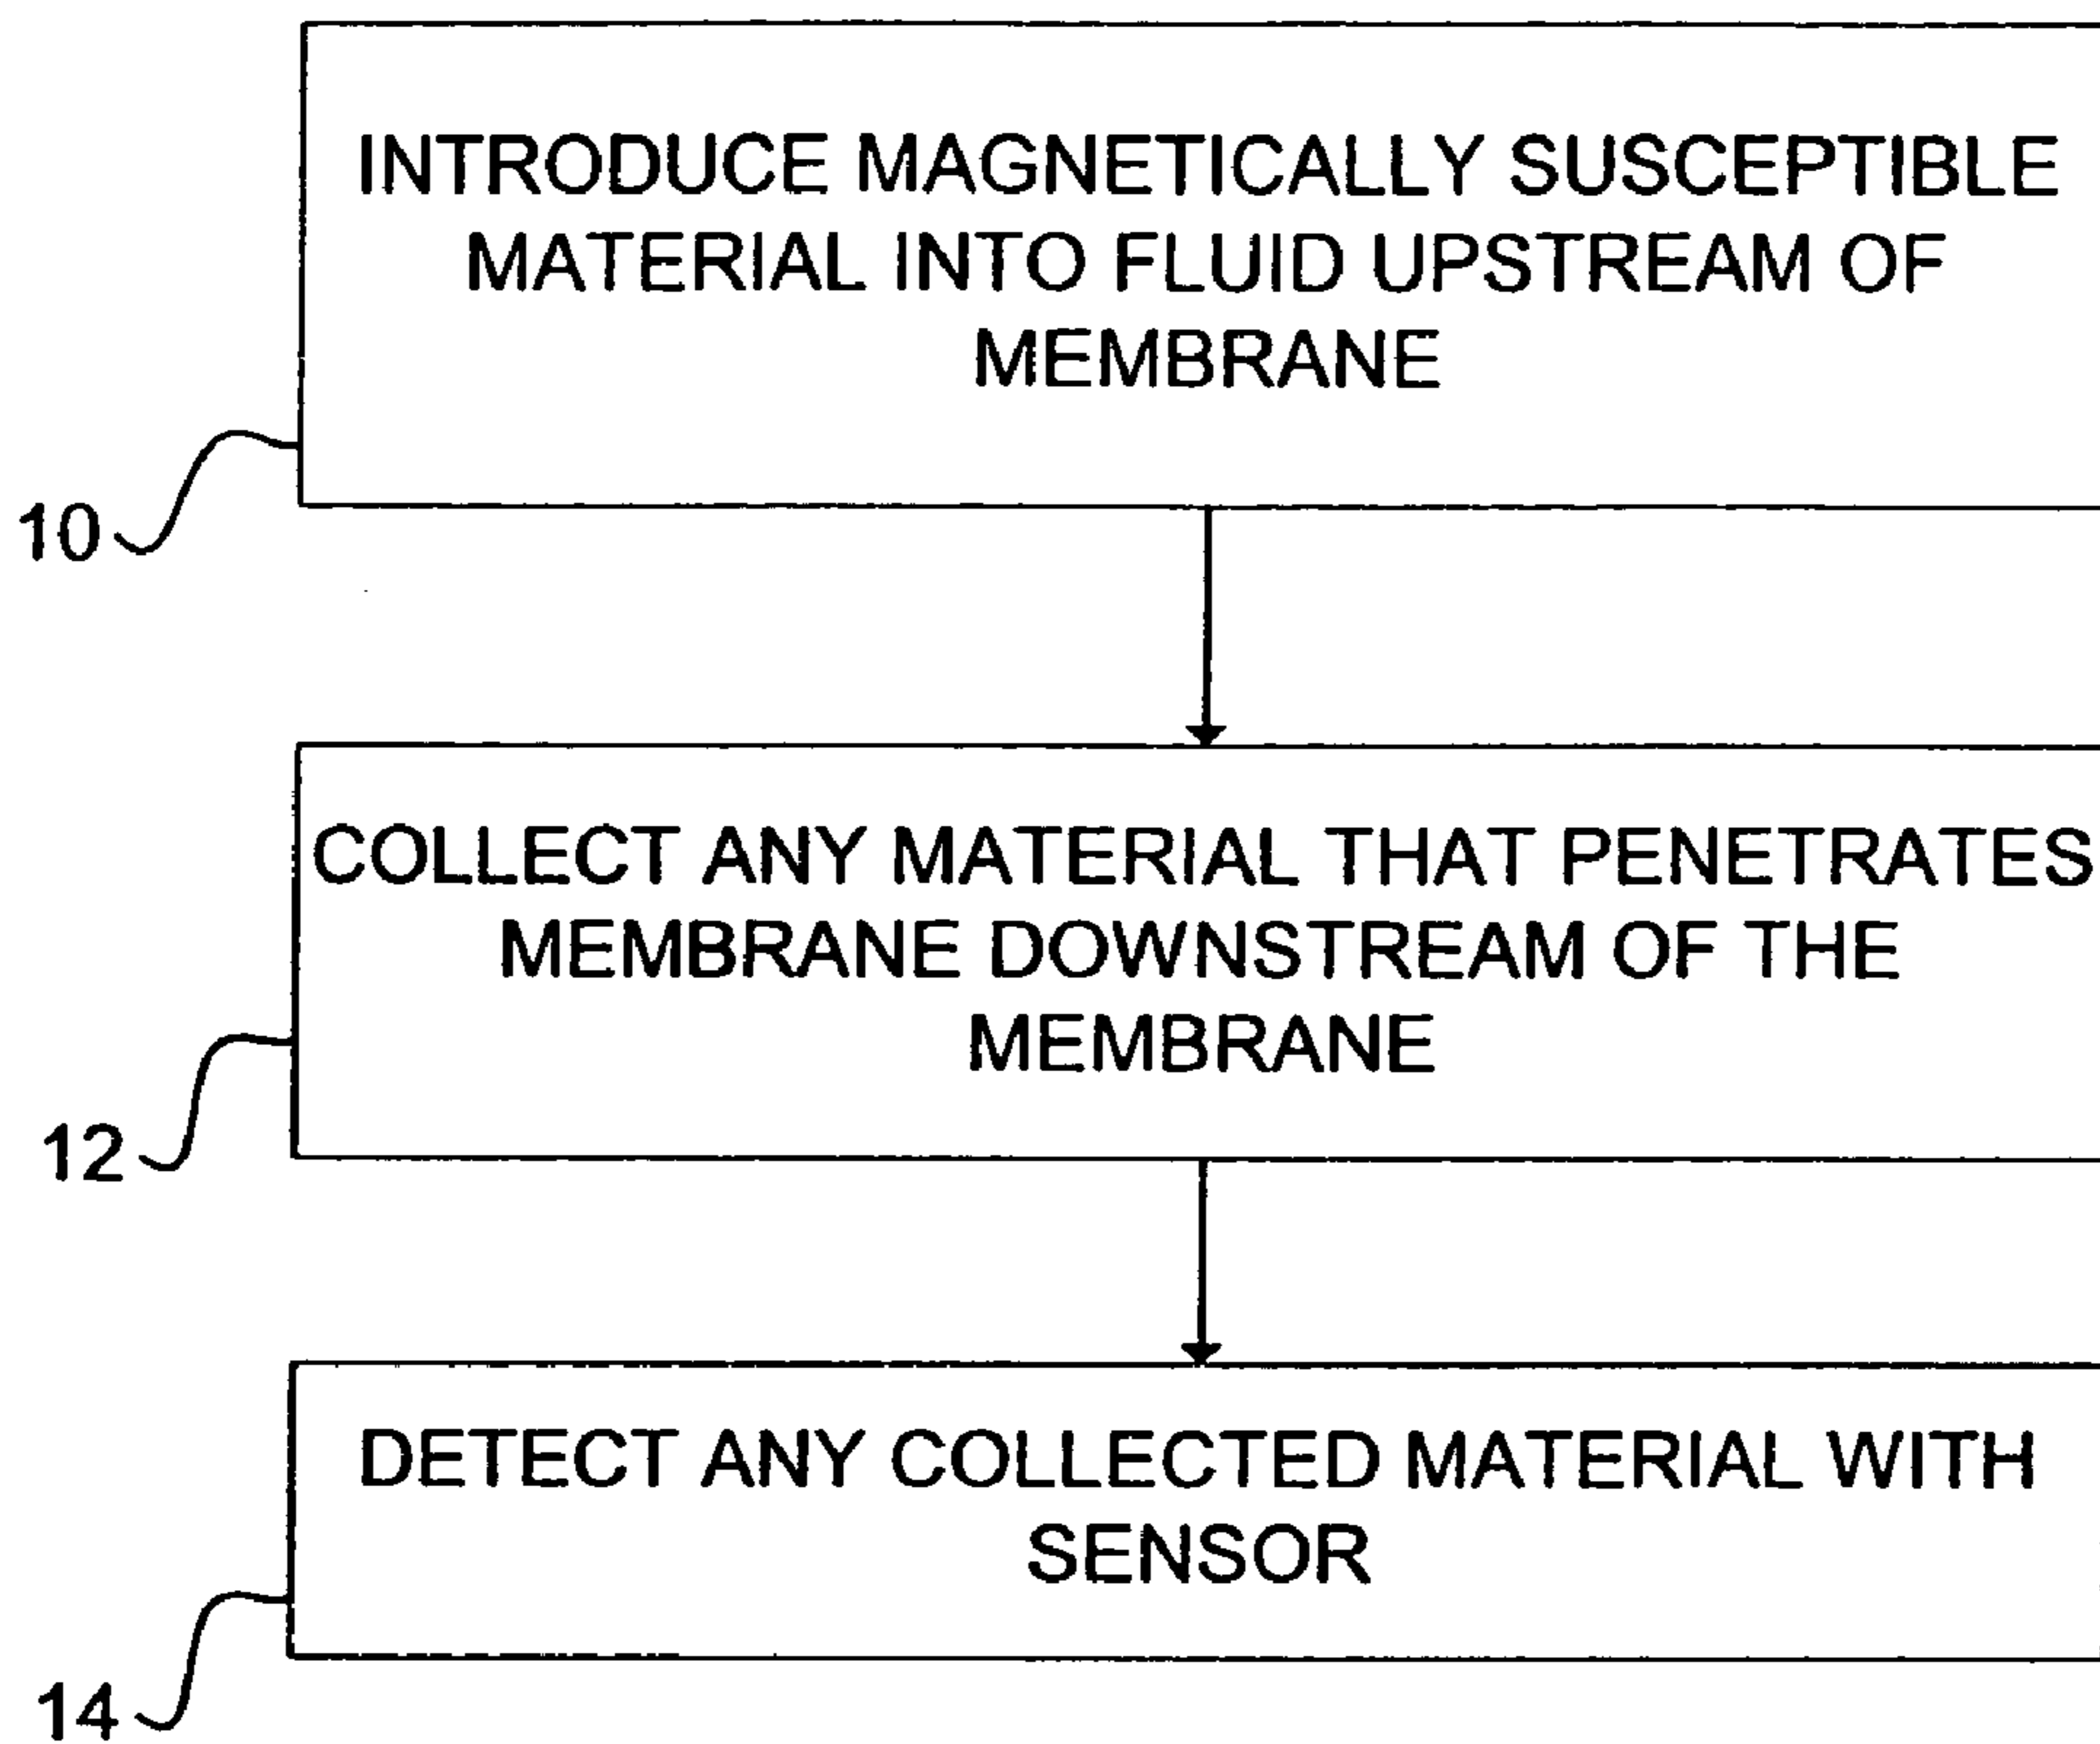 INTRODUCE MAGNETICALLY SUSCEPTIBLE
MATERIAL INTO FLUID UPSTREAM OF
MEMBRANE
10
COLLECT ANY MATERIAL THAT PENETRATES
MEMBRANE DOWNSTREAM OF THE
MEMBRANE
12
DETECT ANY COLLECTED MATERIAL WITH
SENSOR
14